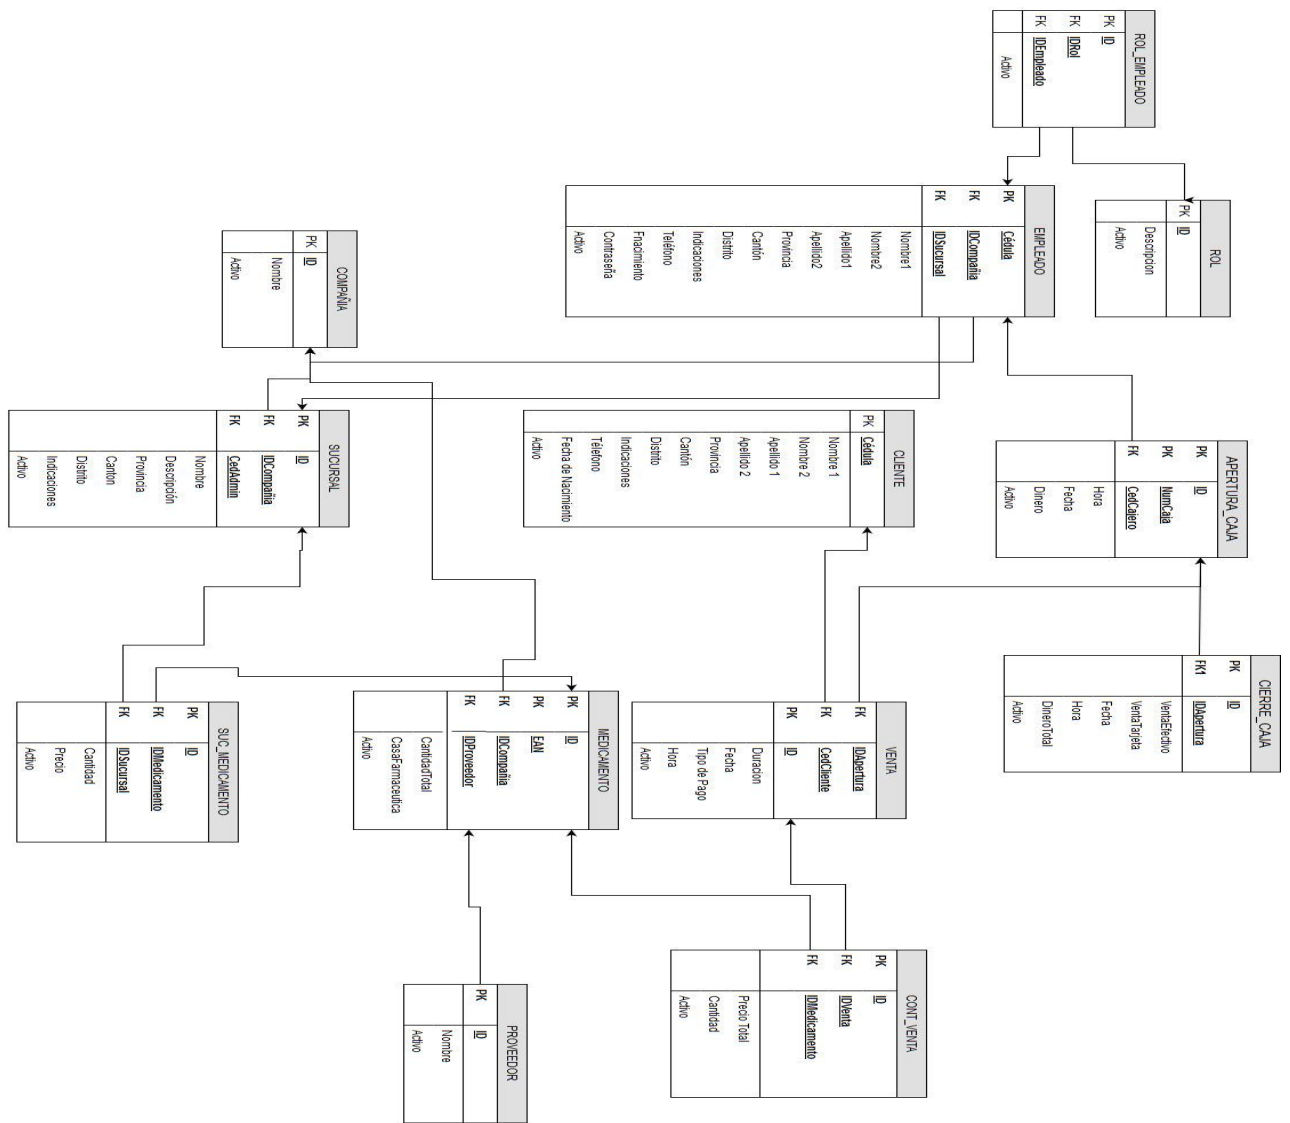 ROL_EMPLEADO
PK ID
FK IDRol
FK IDEmpleado
Activo
ROL
PK ID
Descripcion
Activo
EMPLEADO
PK Cédula
FK IDCompañia
FK IDSucursal
Nombre1
Nombre2
Apellido1
Apellido2
Provincia
Cantón
Distrito
Indicaciones
Teléfono
Fnacimiento
Contraseña
Activo
COMPAÑIA
PK ID
Nombre
Activo
APERTURA_CAJA
PK ID
PK NumCaja
FK CedCajero
Hora
Fecha
Dinero
Activo
CLIENTE
PK Cédula
Nombre 1
Nombre 2
Apellido 1
Apellido 2
Provincia
Cantón
Distrito
Indicaciones
Télefono
Fecha de Nacimiento
Activo
SUCURSAL
PK ID
FK IDCompañia
FK CedAdmin
Nombre
Descripción
Provincia
Canton
Distrito
Indicaciones
Activo
CIERRE_CAJA
PK ID
FK1 IDApertura
VentaEfectivo
VentaTarjeta
Fecha
Hora
DineroTotal
Activo
VENTA
FK IDApertura
FK CedCliente
PK ID
Duracion
Fecha
Tipo de Pago
Hora
Activo
MEDICAMENTO
PK ID
PK EAN
FK IDCompañia
FK IDProveedor
CantidadTotal
CasaFarmaceutica
Activo
SUC_MEDICAMENTO
PK ID
FK IDMedicamento
FK IDSucursal
Cantidad
Precio
Activo
CONT_VENTA
PK ID
FK IDVenta
FK IDMedicamento
Precio Total
Cantidad
Activo
PROVEEDOR
PK ID
Nombre
Activo